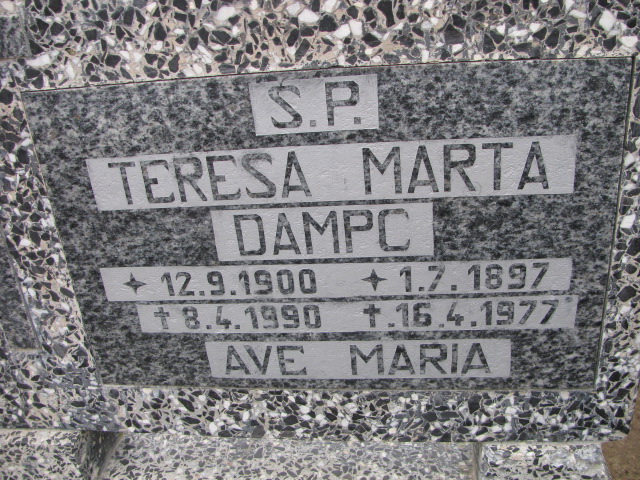 S.P.
TERESA MARTA
DAMPC
✦ 12.9.1900 ✦ 1.7.1897
✝ 8.4.1990 ✝.16.4.1977
AVE MARIA